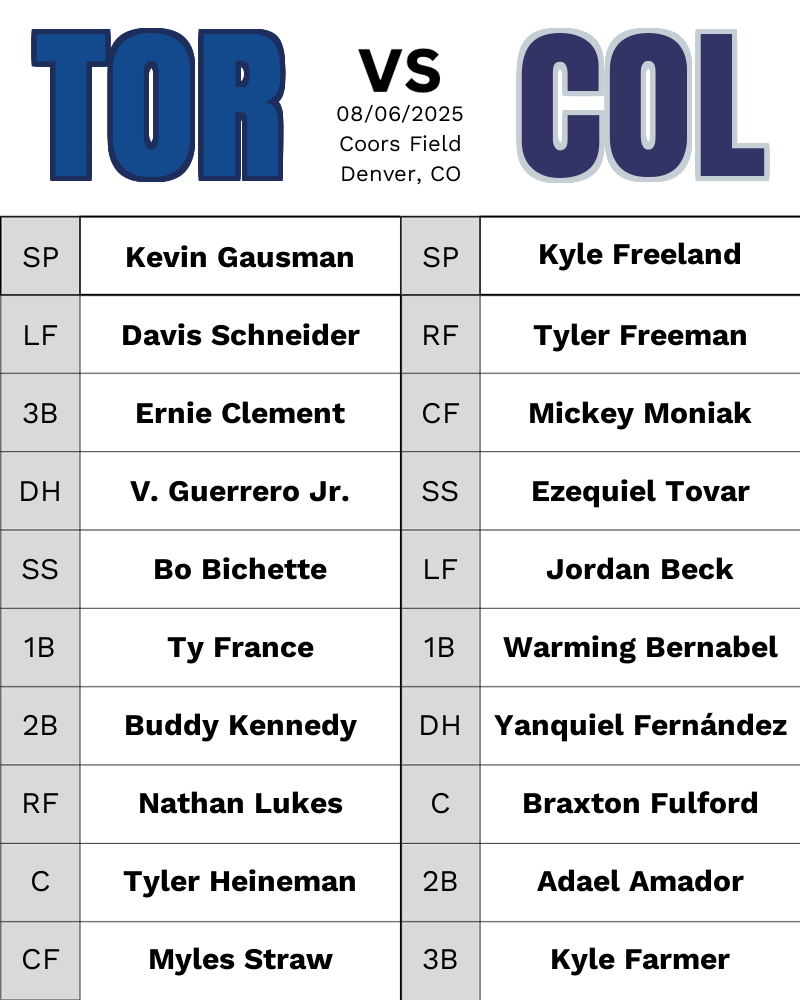 TOR
VS
COL
08/06/2025
Coors Field
Denver, CO
SP Kevin Gausman SP Kyle Freeland
LF Davis Schneider RF Tyler Freeman
3B Ernie Clement CF Mickey Moniak
DH V. Guerrero Jr. SS Ezequiel Tovar
SS Bo Bichette LF Jordan Beck
1B Ty France 1B Warming Bernabel
2B Buddy Kennedy DH Yanquiel Fernández
RF Nathan Lukes C Braxton Fulford
C Tyler Heineman 2B Adael Amador
CF Myles Straw 3B Kyle Farmer